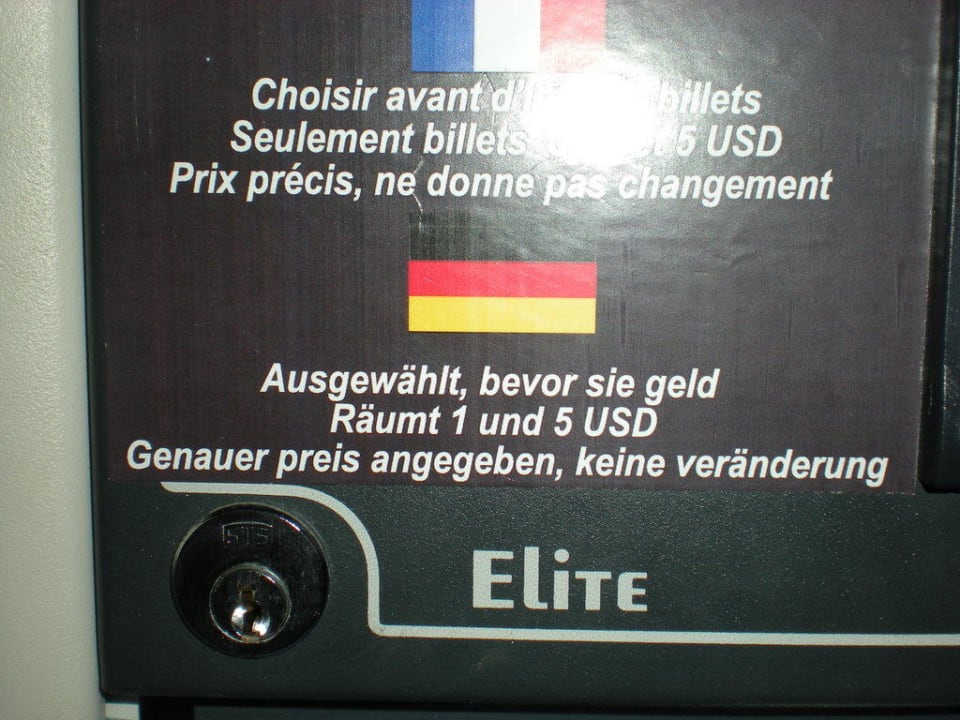 Choisir avant billets
Seulement billets 5 USD
Prix précis, ne donne pas changement
Ausgewählt, bevor sie geld
Räumt 1 und 5 USD
Genauer preis angegeben, keine veränderung
ELiTE